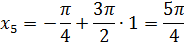 x₅ = −π/4 + 3π/2 · 1 = 5π/4